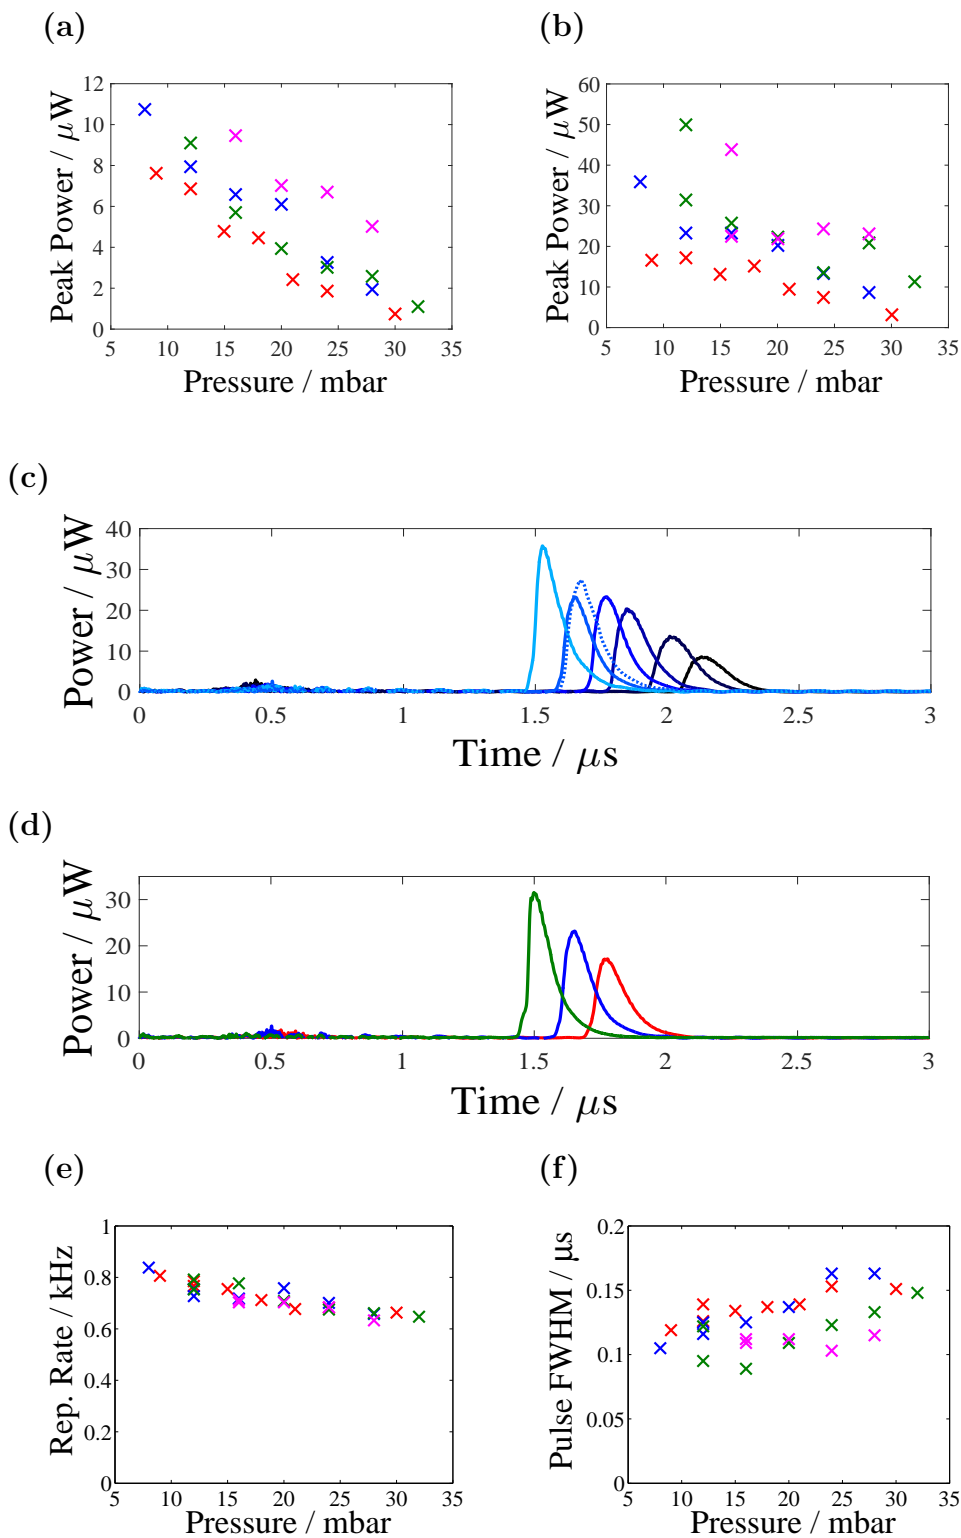 (a)
(b)
12
10
8
6
4
2
0
Peak Power / μW
5 10 15 20 25 30 35
Pressure / mbar
60
50
40
30
20
10
0
Peak Power / μW
5 10 15 20 25 30 35
Pressure / mbar
(c)
40
30
20
10
0
Power / μW
0 0.5 1 1.5 2 2.5 3
Time / μs
(d)
30
20
10
0
Power / μW
0 0.5 1 1.5 2 2.5 3
Time / μs
(e)
(f)
1
0.8
0.6
0.4
0.2
0
Rep. Rate / kHz
5 10 15 20 25 30 35
Pressure / mbar
0.2
0.15
0.1
0.05
0
Pulse FWHM / μs
5 10 15 20 25 30 35
Pressure / mbar